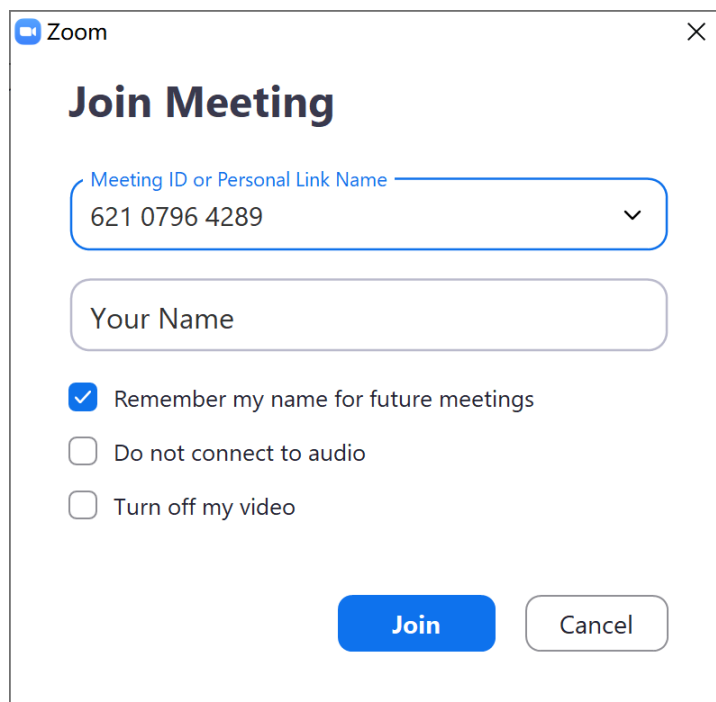 Zoom
Join Meeting
Meeting ID or Personal Link Name
621 0796 4289
Your Name
Remember my name for future meetings
Do not connect to audio
Turn off my video
Join Cancel